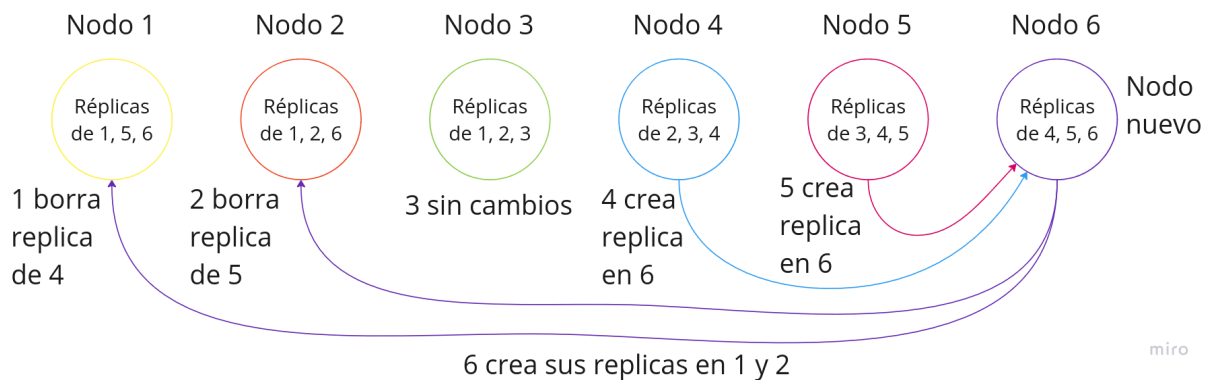 Nodo 1
Nodo 2
Nodo 3
Nodo 4
Nodo 5
Nodo 6
Réplicas
de 1, 5, 6
Réplicas
de 1, 2, 6
Réplicas
de 1, 2, 3
Réplicas
de 2, 3, 4
Réplicas
de 3, 4, 5
Réplicas
de 4, 5, 6
Nodo
nuevo
1 borra
replica
de 4
2 borra
replica
de 5
3 sin cambios
4 crea
replica
en 6
5 crea
replica
en 6
6 crea sus replicas en 1 y 2
miro